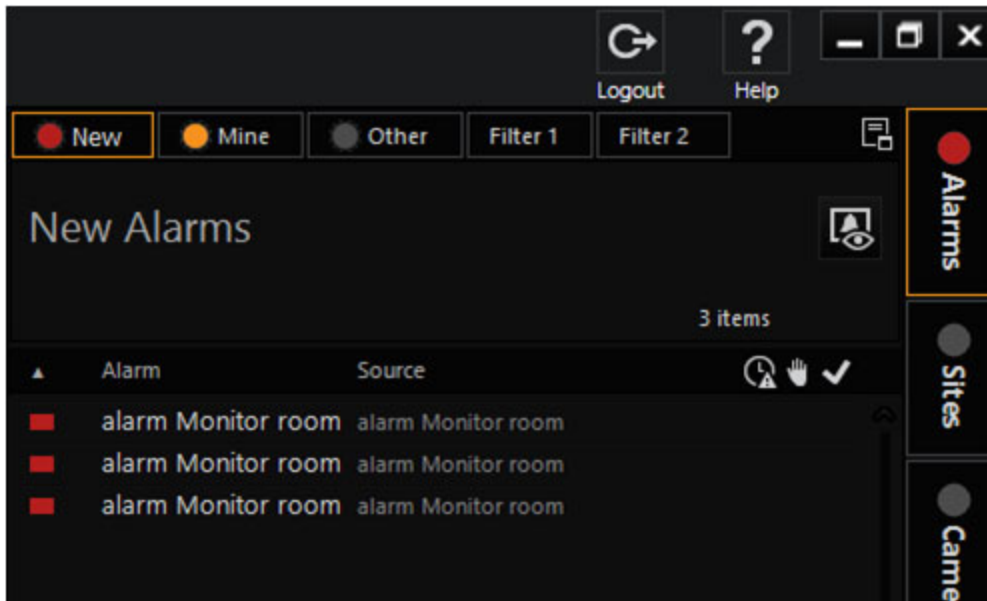 Logout Help
New Mine Other Filter 1 Filter 2
New Alarms
3 items
Alarm Source
alarm Monitor room alarm Monitor room
alarm Monitor room alarm Monitor room
alarm Monitor room alarm Monitor room
Alarms
Sites
Came